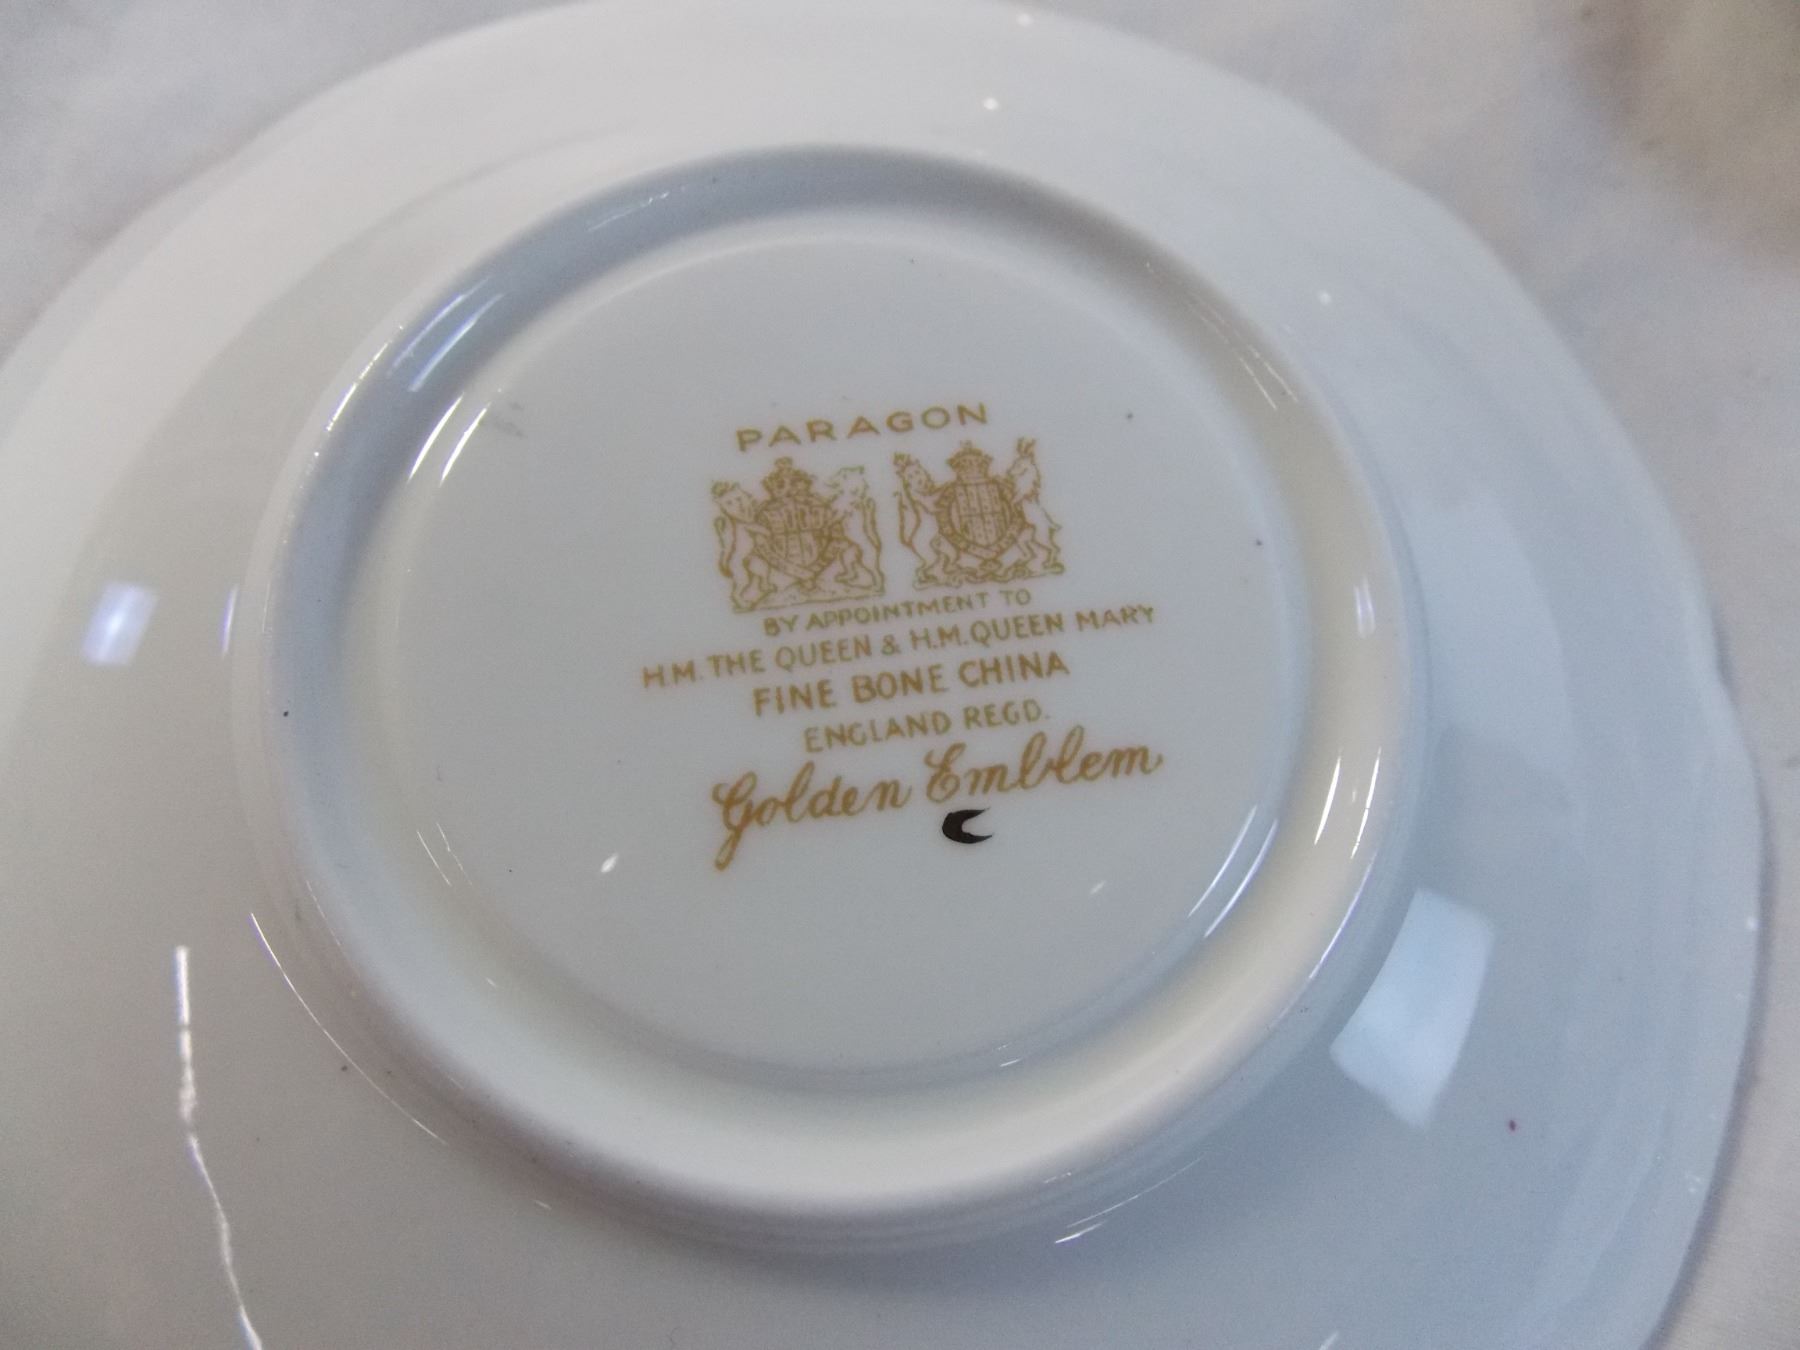 PARAGON
BY APPOINTMENT TO
H.M. THE QUEEN & H.M. QUEEN MARY
FINE BONE CHINA
ENGLAND REGD.
Golden Emblem